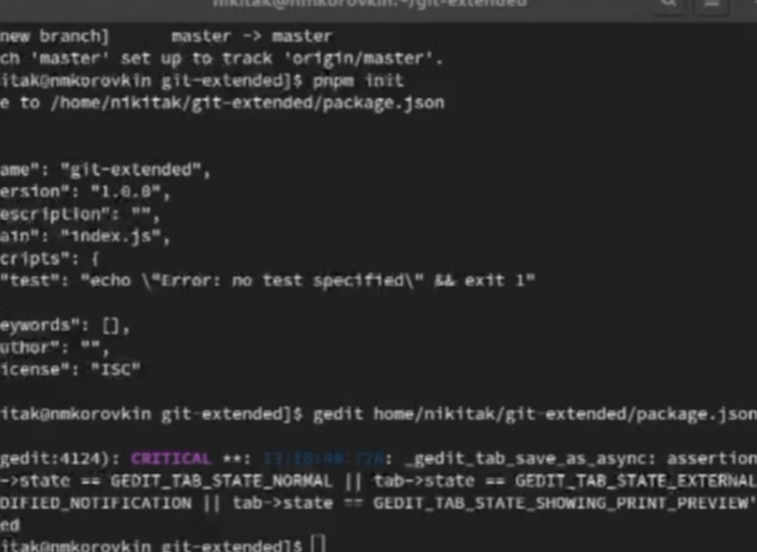 nikitak@nmkorovkin:~/git-extended
new branch]      master -> master
ch 'master' set up to track 'origin/master'.
itak@nmkorovkin git-extended]$ pnpm init
e to /home/nikitak/git-extended/package.json
ame": "git-extended",
ersion": "1.0.0",
escription": "",
ain": "index.js",
cripts": {
"test": "echo \"Error: no test specified\" && exit 1"
eywords": [],
uthor": "",
icense": "ISC"
itak@nmkorovkin git-extended]$ gedit home/nikitak/git-extended/package.json
gedit:4124): CRITICAL **: : _gedit_tab_save_as_async: assertion
->state == GEDIT_TAB_STATE_NORMAL || tab->state == GEDIT_TAB_STATE_EXTERNAL
DIFIED_NOTIFICATION || tab->state == GEDIT_TAB_STATE_SHOWING_PRINT_PREVIEW'
ed
itak@nmkorovkin git-extended]$